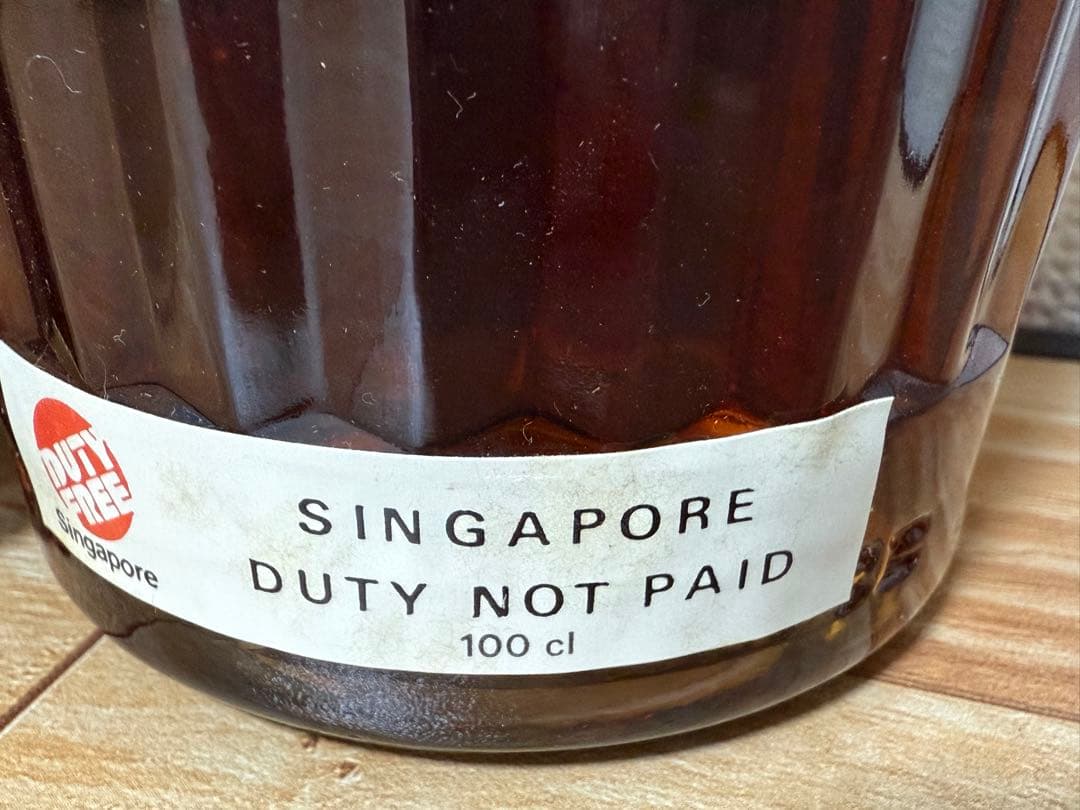 DUTY
FREE
Singapore
SINGAPORE
DUTY NOT PAID
100 cl